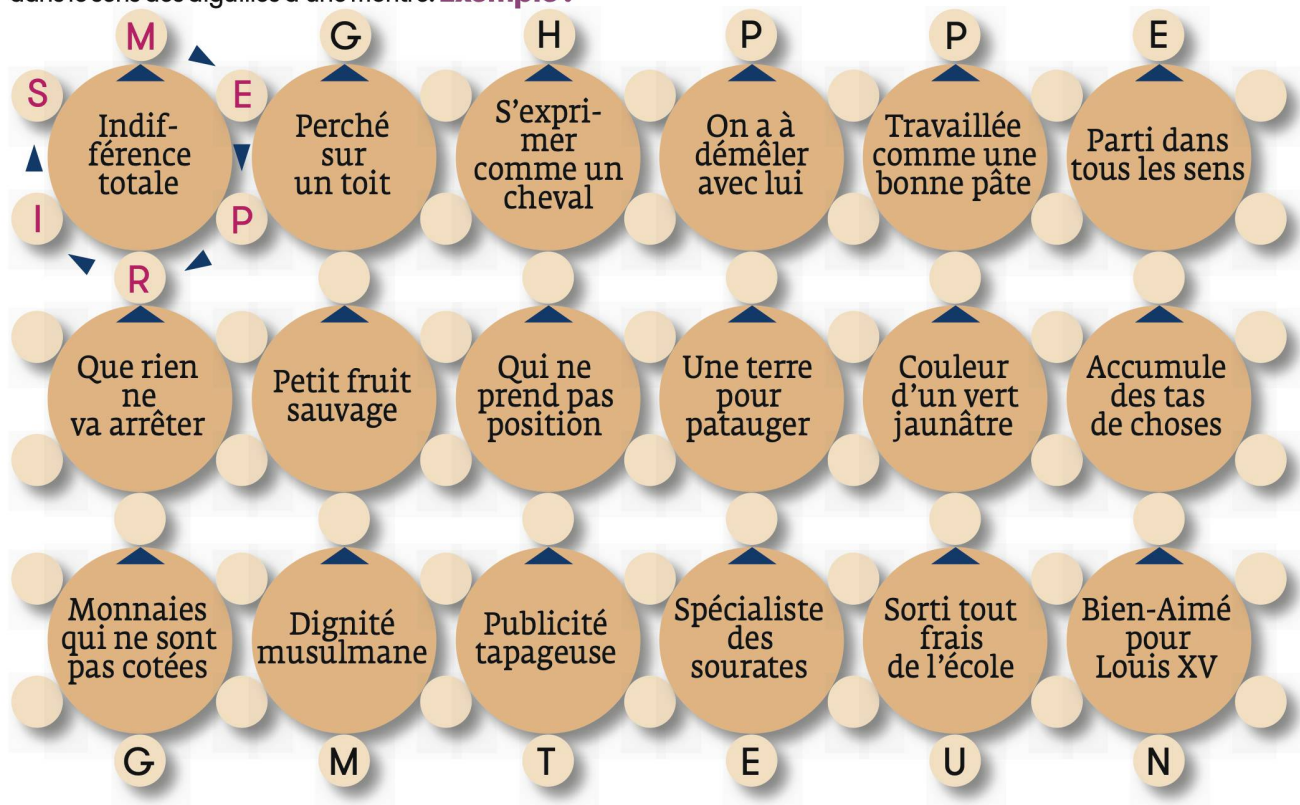 dans le sens des aiguilles d'une montre. Exemple :
M G H P P E
S E
Indif-
férence
totale
Perché
sur
un toit
S'expri-
mer
comme un
cheval
On a à
démêler
avec lui
Travaillée
comme une
bonne pâte
Parti dans
tous les sens
I P
R
Que rien
ne
va arrêter
Petit fruit
sauvage
Qui ne
prend pas
position
Une terre
pour
patauger
Couleur
d'un vert
jaunâtre
Accumule
des tas
de choses
Monnaies
qui ne sont
pas cotées
Dignité
musulmane
Publicité
tapageuse
Spécialiste
des
sourates
Sorti tout
frais
de l'école
Bien-Aimé
pour
Louis XV
G M T E U N